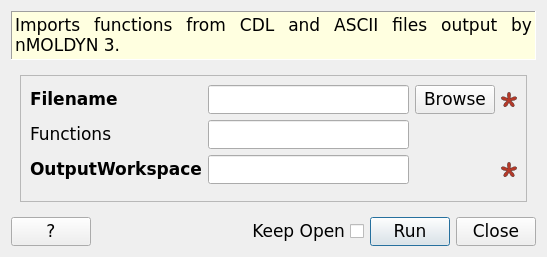 Imports functions from CDL and ASCII files output by
nMOLDYN 3.
Filename
Browse
Functions
OutputWorkspace
?
Keep Open
Run
Close